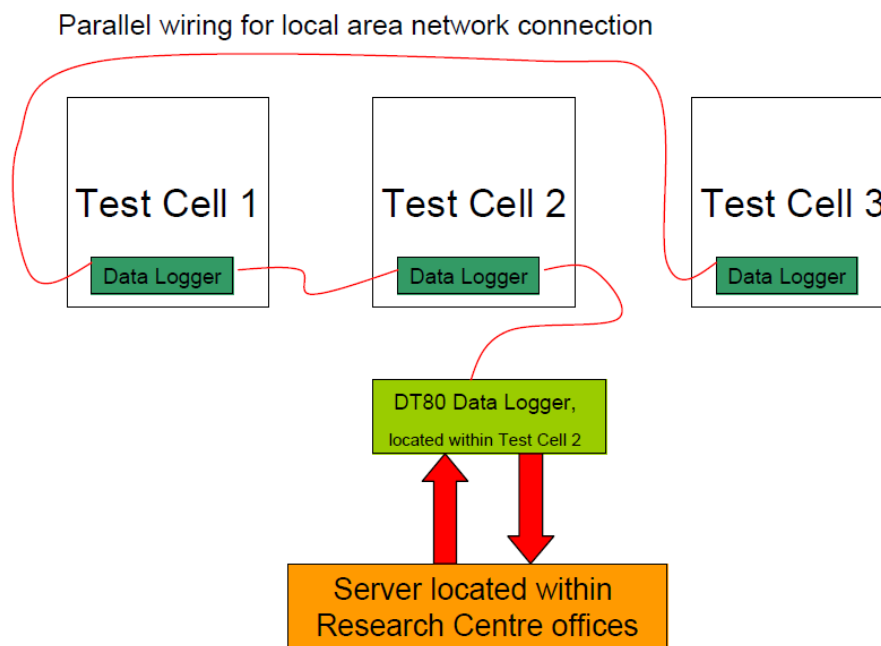 Parallel wiring for local area network connection
Test Cell 1
Test Cell 2
Test Cell 3
Data Logger
Data Logger
Data Logger
DT80 Data Logger,
located within Test Cell 2
Server located within
Research Centre offices